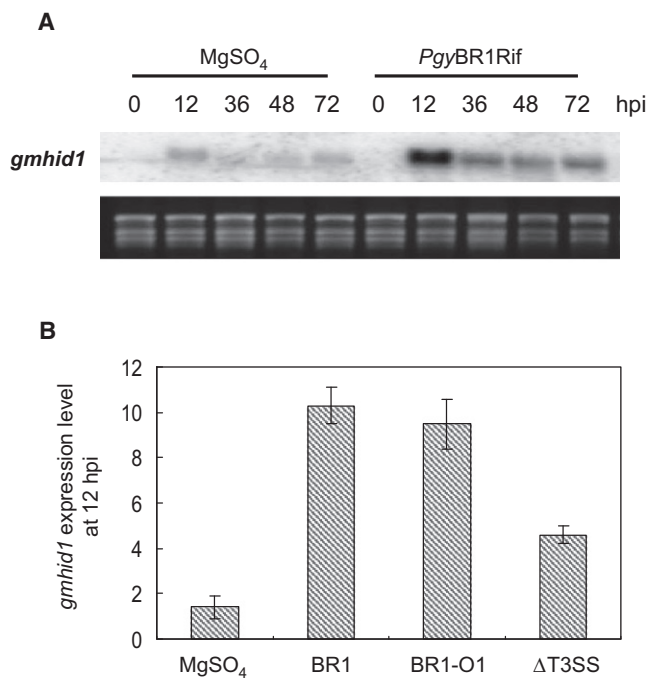 A
MgSO₄ PgyBR1Rif
0 12 36 48 72 0 12 36 48 72 hpi
gmhid1
B
gmhid1 expression level
at 12 hpi
12
10
8
6
4
2
0
MgSO₄ BR1 BR1-O1 ΔT3SS